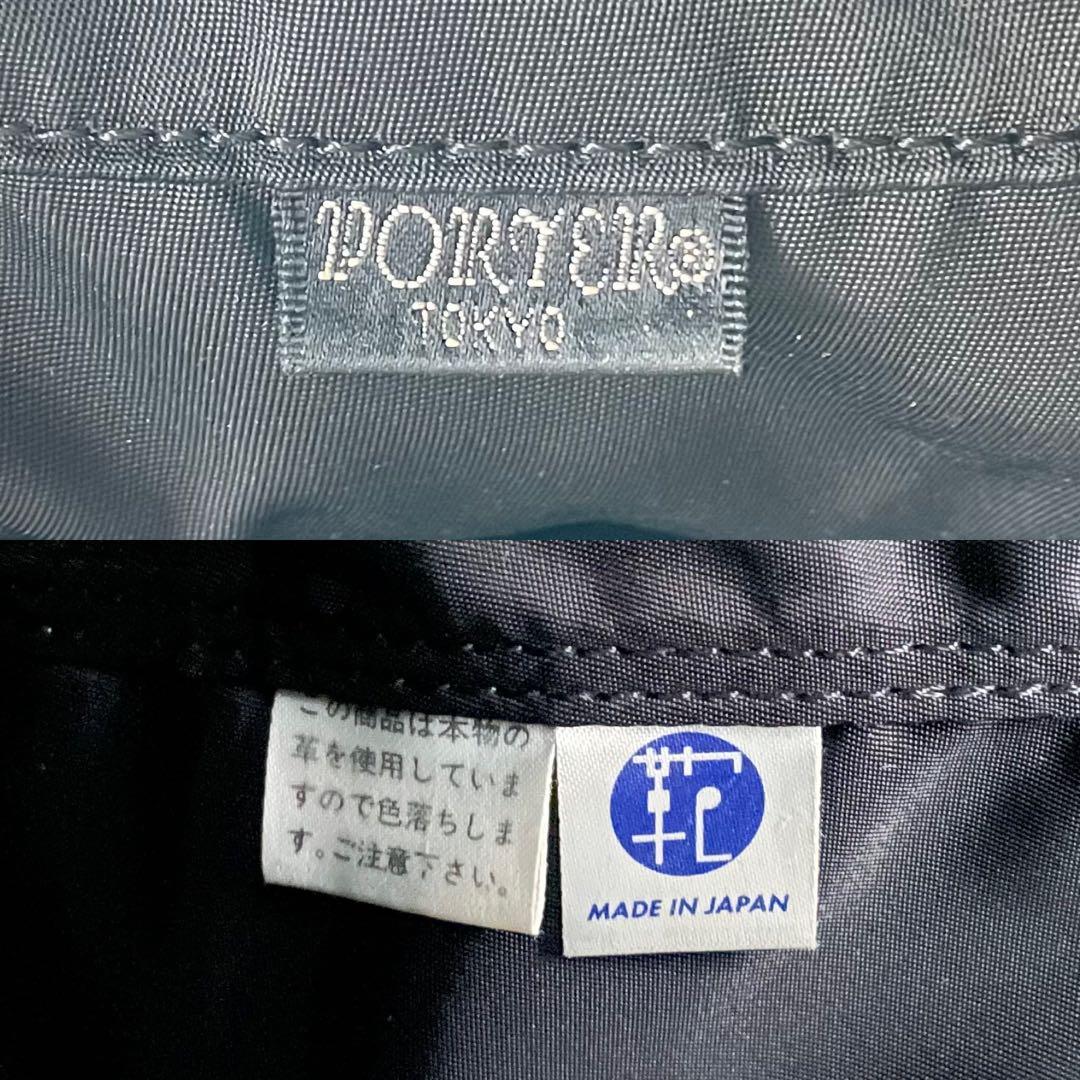 PORTER®
TOKYO
この商品は本物の
革を使用していま
すので色落ちしま
す。ご注意下さい。
鞄
MADE IN JAPAN